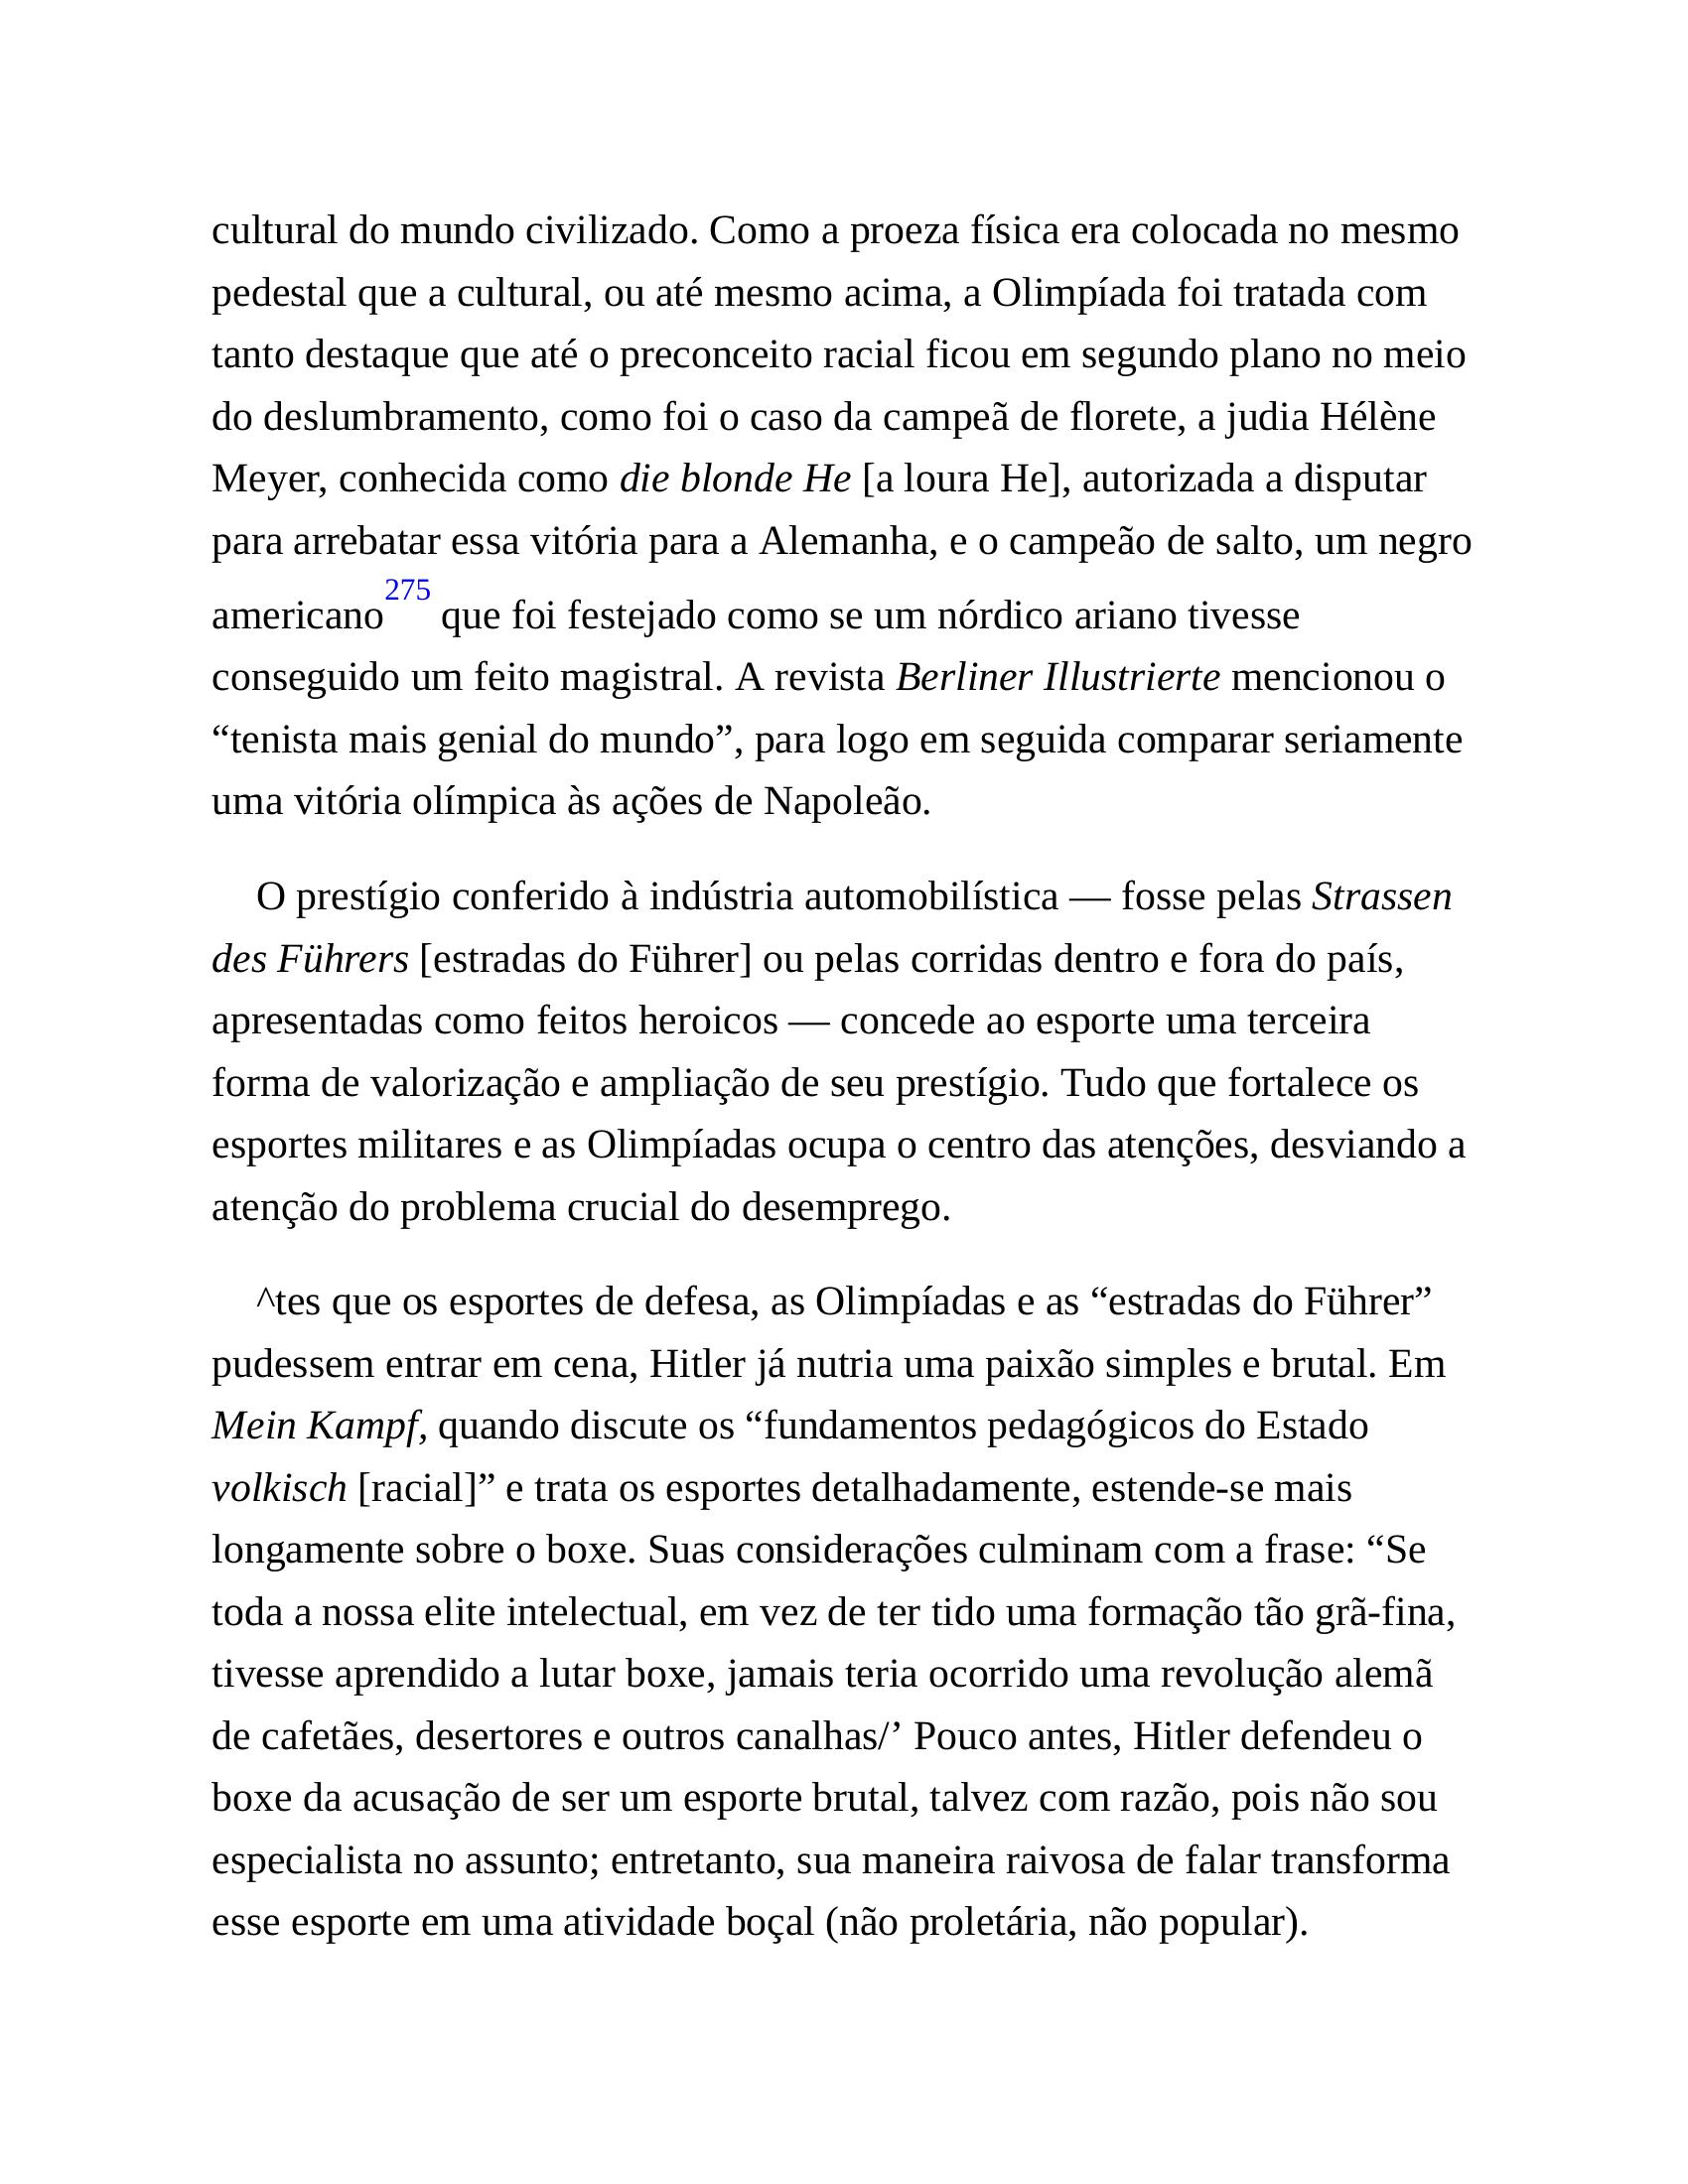 cultural do mundo civilizado. Como a proeza física era colocada no mesmo
pedestal que a cultural, ou até mesmo acima, a Olimpíada foi tratada com
tanto destaque que até o preconceito racial ficou em segundo plano no meio
do deslumbramento, como foi o caso da campeã de florete, a judia Hélène
Meyer, conhecida como die blonde He [a loura He], autorizada a disputar
para arrebatar essa vitória para a Alemanha, e o campeão de salto, um negro
americano275 que foi festejado como se um nórdico ariano tivesse
conseguido um feito magistral. A revista Berliner Illustrierte mencionou o
“tenista mais genial do mundo”, para logo em seguida comparar seriamente
uma vitória olímpica às ações de Napoleão.
O prestígio conferido à indústria automobilística — fosse pelas Strassen
des Führers [estradas do Führer] ou pelas corridas dentro e fora do país,
apresentadas como feitos heroicos — concede ao esporte uma terceira
forma de valorização e ampliação de seu prestígio. Tudo que fortalece os
esportes militares e as Olimpíadas ocupa o centro das atenções, desviando a
atenção do problema crucial do desemprego.
^tes que os esportes de defesa, as Olimpíadas e as “estradas do Führer”
pudessem entrar em cena, Hitler já nutria uma paixão simples e brutal. Em
Mein Kampf, quando discute os “fundamentos pedagógicos do Estado
volkisch [racial]” e trata os esportes detalhadamente, estende-se mais
longamente sobre o boxe. Suas considerações culminam com a frase: “Se
toda a nossa elite intelectual, em vez de ter tido uma formação tão grã-fina,
tivesse aprendido a lutar boxe, jamais teria ocorrido uma revolução alemã
de cafetães, desertores e outros canalhas/’ Pouco antes, Hitler defendeu o
boxe da acusação de ser um esporte brutal, talvez com razão, pois não sou
especialista no assunto; entretanto, sua maneira raivosa de falar transforma
esse esporte em uma atividade boçal (não proletária, não popular).